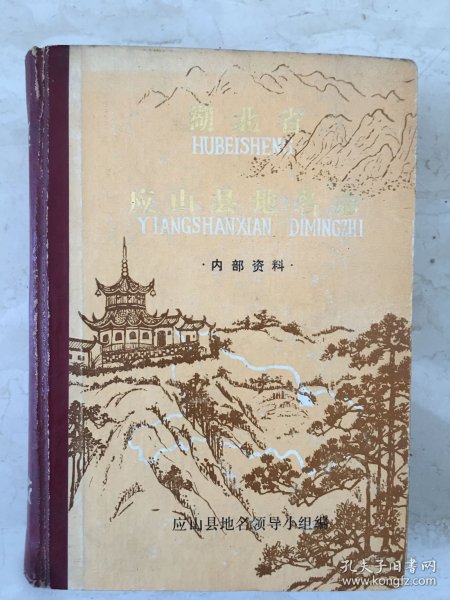 湖北省
HUBEISHENG
应山县地名志
YIANGSHANXIAN DIMINGZHI
·内部资料·
应山县地名领导小组编
孔夫子旧书网
www.kongfz.com